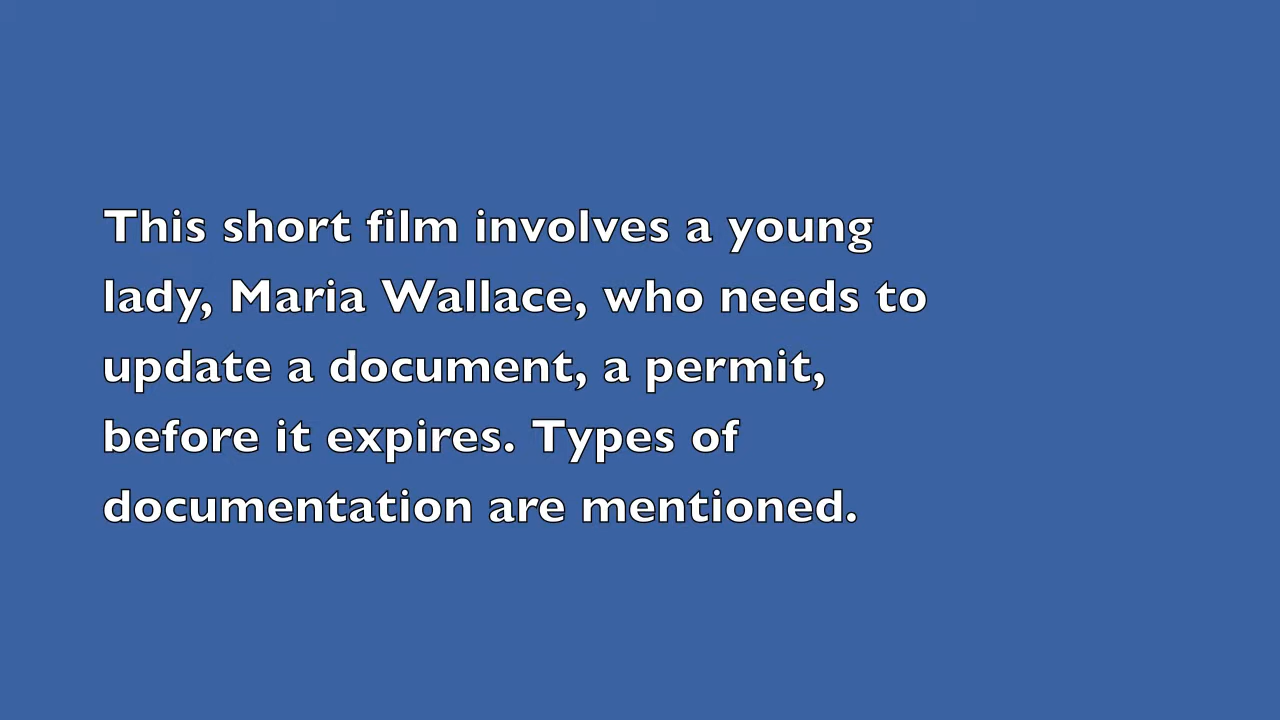 This short film involves a young
lady, Maria Wallace, who needs to
update a document, a permit,
before it expires. Types of
documentation are mentioned.